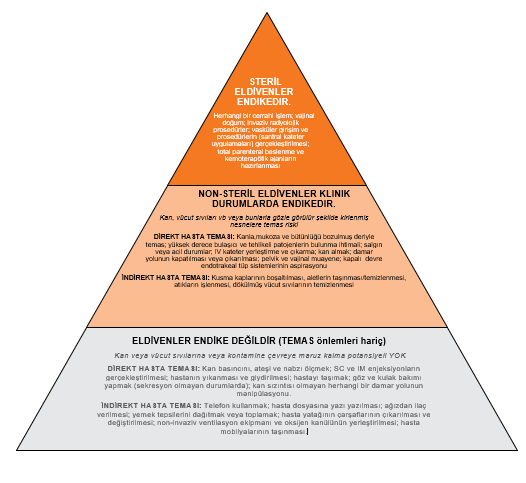 STERİL
ELDİVENLER
ENDİKEDİR.
Herhangi bir cerrahi işlem; vajinal
doğum; invaziv radyolojik
prosedürler; vasküler girişim ve
prosedürlerin (santral kateter
uygulamaları) gerçekleştirilmesi;
total parenteral beslenme ve
kemoterapötik ajanların
hazırlanması
NON-STERİL ELDİVENLER KLINIK
DURUMLARDA ENDIKEDIR.
Kan, vücut sıvıları vb veya bunlarla gözle görülür şekilde kirlenmiş
nesnelere temas riski
DİREKT HASTA TEMASI: Kanla,mukoza ve bütünlüğü bozulmuş deriyle
temas; yüksek derece bulaşıcı ve tehlikeli patojenlerin bulunma ihtimali; salgın
veya acil durumlar; IV kateter yerleştirme ve çıkarma; kan almak; damar
yolunun kapatılması veya çıkarılması; pelvik ve vajinal muayene; kapalı devre
endotrakeal tüp sistemlerinin aspirasyonu
İNDİREKT HASTA TEMASI: Kusma kaplarının boşaltılması, aletlerin taşınması/temizlenmesi,
atıkların işlenmesi, dökülmüş vücut sıvılarının temizlenmesi
ELDİVENLER ENDİKE DEĞİLDİR (TEMAS önlemleri hariç)
Kan veya vücut sıvılarına veya kontamine çevreye maruz kalma potansiyeli YOK
DİREKT HASTA TEMASI: Kan basıncını, ateşi ve nabzı ölçmek; SC ve IM enjeksiyonların
gerçekleştirilmesi; hastanın yıkanması ve giydirilmesi; hastayı taşımak; göz ve kulak bakımı
yapmak (sekresyon olmayan durumlarda); kan sızıntısı olmayan herhangi bir damar yolunun
manipülasyonu.
İNDİREKT HASTA TEMASI: Telefon kullanmak; hasta dosyasına yazı yazılması; ağızdan ilaç
verilmesi; yemek tepsilerini dağıtmak veya toplamak; hasta yatağının çarşaflarının çıkarılması ve
değiştirilmesi; non-invaziv ventilasyon ekipmanı ve oksijen kanülünün yerleştirilmesi; hasta
mobilyalarının taşınması